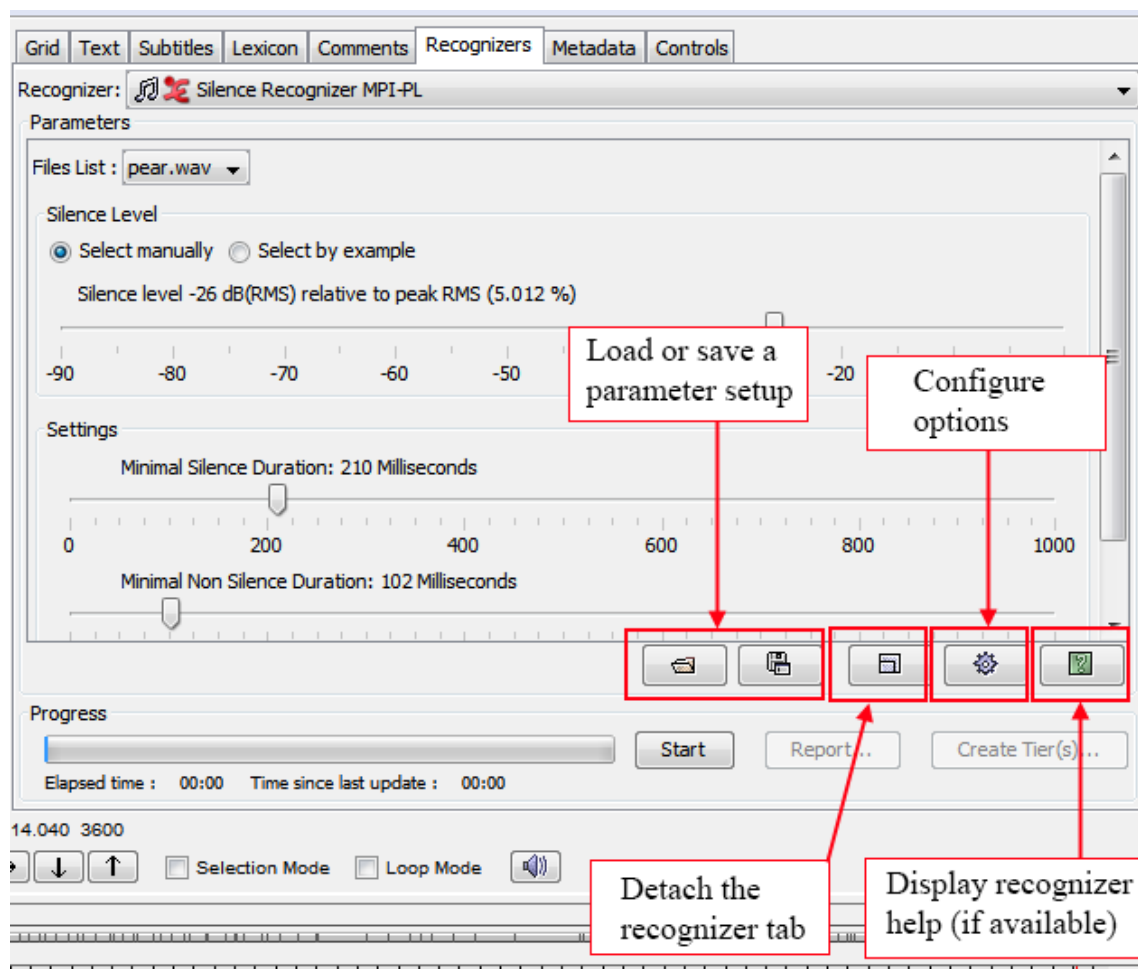 Grid Text Subtitles Lexicon Comments Recognizers Metadata Controls
Recognizer: Silence Recognizer MPI-PL
Parameters
Files List : pear.wav
Silence Level
Select manually Select by example
Silence level -26 dB(RMS) relative to peak RMS (5.012 %)
Load or save a
parameter setup
-90 -80 -70 -60 -50 -20
Configure
options
Settings
Minimal Silence Duration: 210 Milliseconds
0 200 400 600 800 1000
Minimal Non Silence Duration: 102 Milliseconds
Progress
Start Report... Create Tier(s)...
Elapsed time : 00:00 Time since last update : 00:00
14.040 3600
Selection Mode Loop Mode
Detach the
recognizer tab
Display recognizer
help (if available)